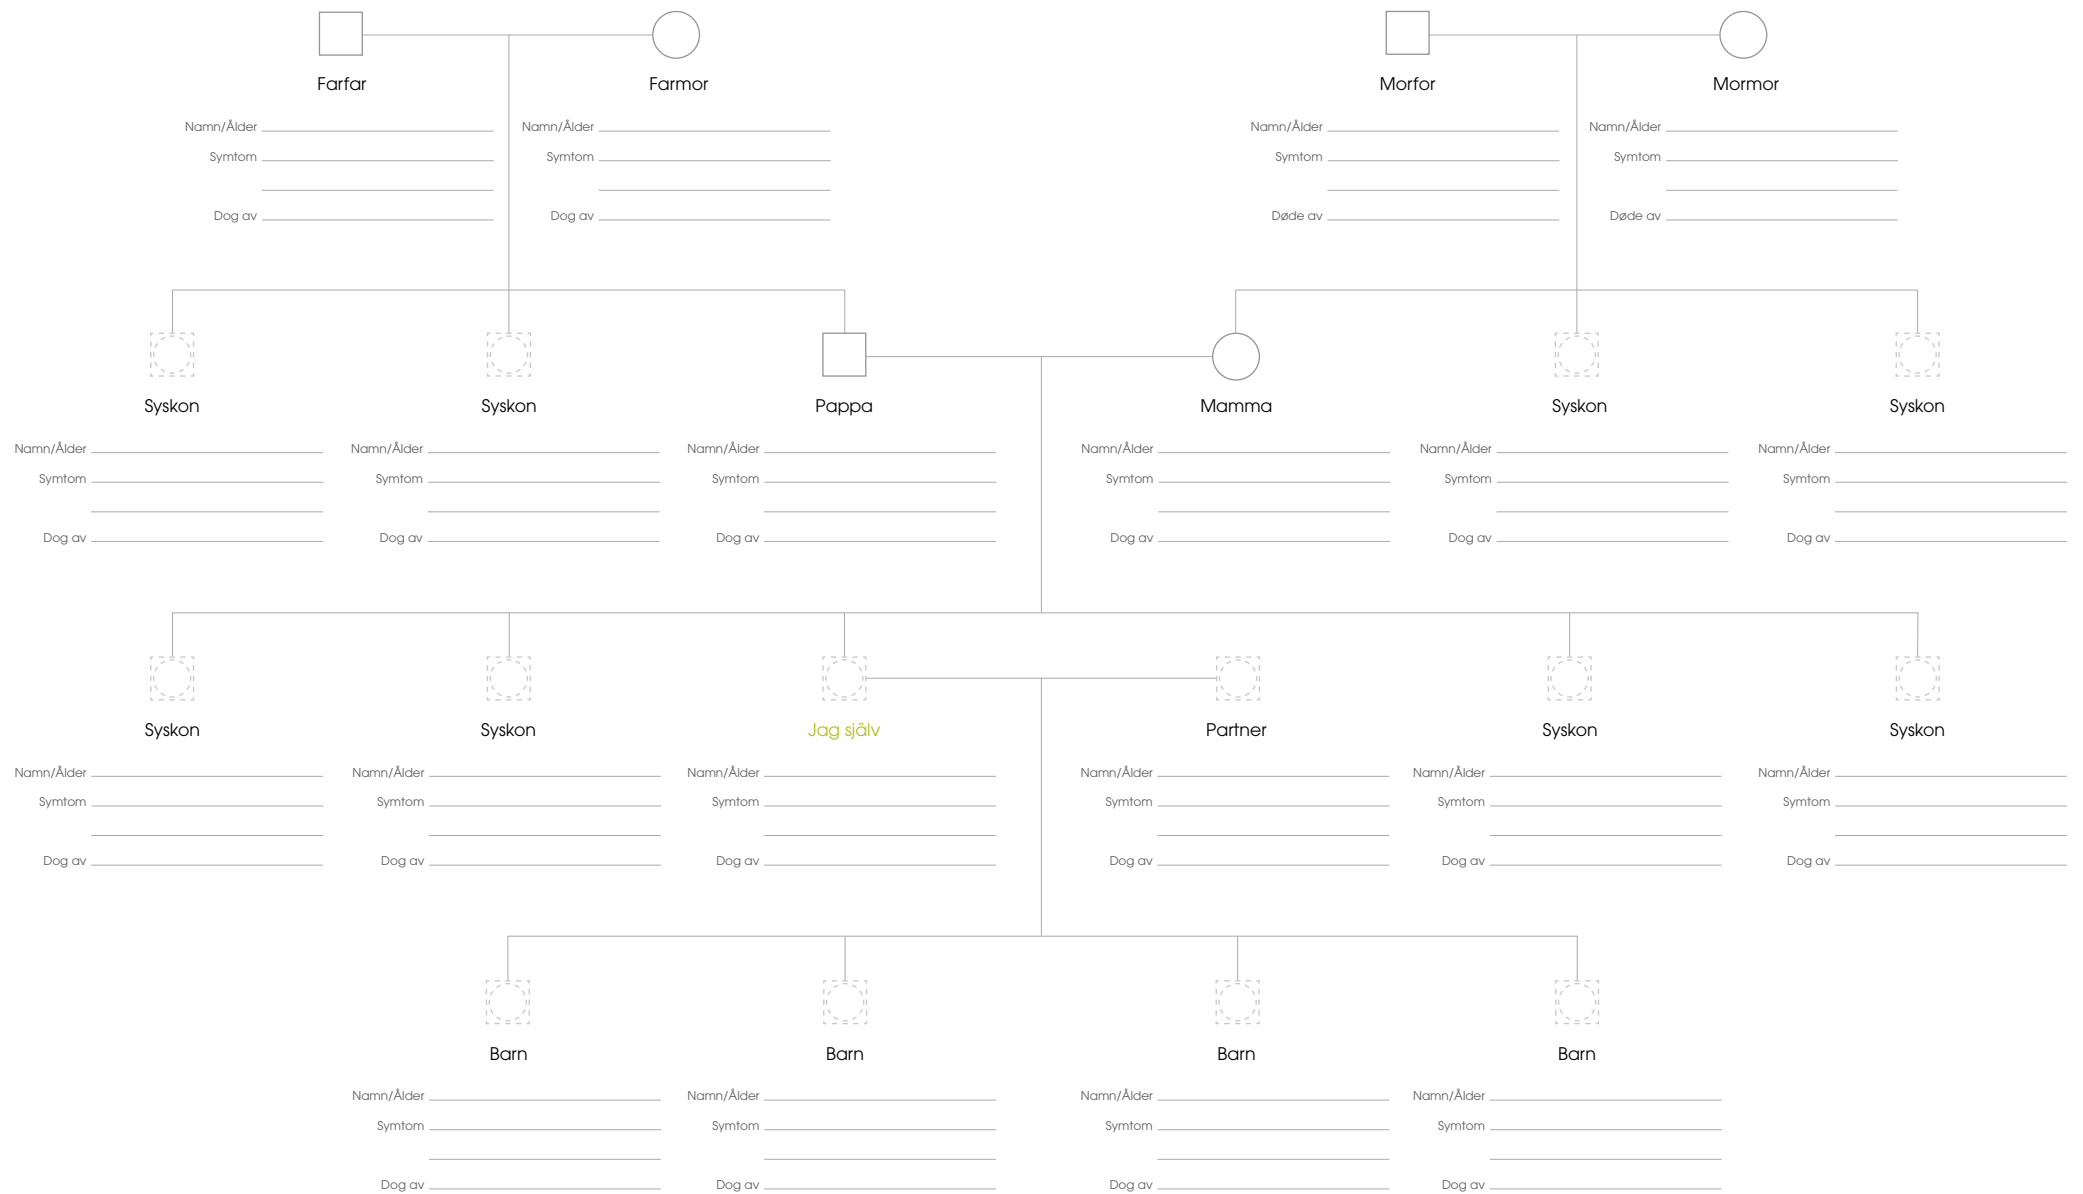 Farfar Farmor Morfor Mormor
Namn/Ålder Namn/Ålder Namn/Ålder Namn/Ålder
Symtom Symtom Symtom Symtom
Dog av Dog av Døde av Døde av
Syskon Syskon Pappa Mamma Syskon Syskon
Namn/Ålder Namn/Ålder Namn/Ålder Namn/Ålder Namn/Ålder Namn/Ålder
Symtom Symtom Symtom Symtom Symtom Symtom
Dog av Dog av Dog av Dog av Dog av Dog av
Syskon Syskon Jag själv Partner Syskon Syskon
Namn/Ålder Namn/Ålder Namn/Ålder Namn/Ålder Namn/Ålder Namn/Ålder
Symtom Symtom Symtom Symtom Symtom Symtom
Dog av Dog av Dog av Dog av Dog av Dog av
Barn Barn Barn Barn
Namn/Ålder Namn/Ålder Namn/Ålder Namn/Ålder
Symtom Symtom Symtom Symtom
Dog av Dog av Dog av Dog av